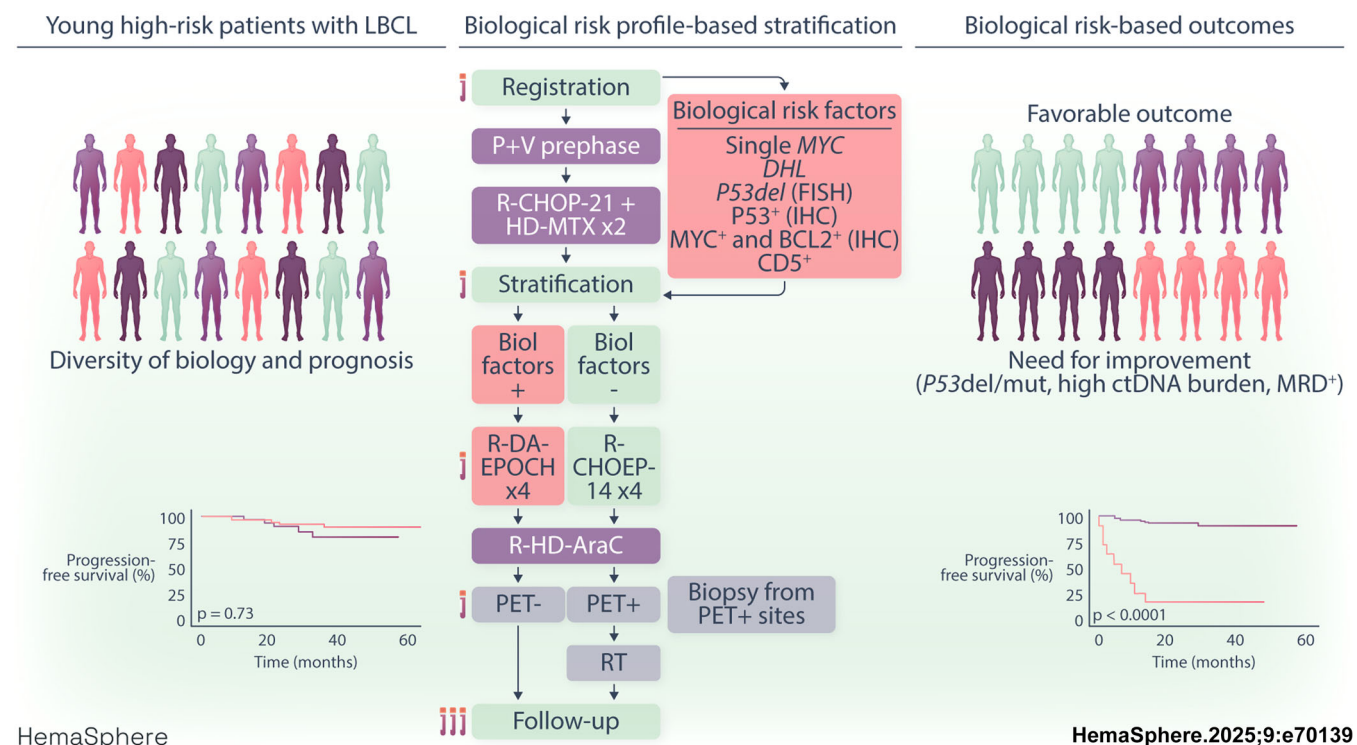 Young high-risk patients with LBCL
Diversity of biology and prognosis
100
75
50
25
0
Progression-
free survival (%)
p = 0.73
0 20 40 60
Time (months)
Biological risk profile-based stratification
Registration
P+V prephase
R-CHOP-21 +
HD-MTX x2
Biological risk factors
Single MYC
DHL
P53del (FISH)
P53⁺ (IHC)
MYC⁺ and BCL2⁺ (IHC)
CD5⁺
Stratification
Biol
factors
+
Biol
factors
-
R-DA-
EPOCH
x4
R-
CHOEP-
14 x4
R-HD-AraC
PET-
PET+
Biopsy from
PET+ sites
RT
Follow-up
Biological risk-based outcomes
Favorable outcome
Need for improvement
(P53del/mut, high ctDNA burden, MRD⁺)
100
75
50
25
0
Progression-
free survival (%)
p < 0.0001
0 20 40 60
Time (months)
HemaSphere
HemaSphere.2025;9:e70139